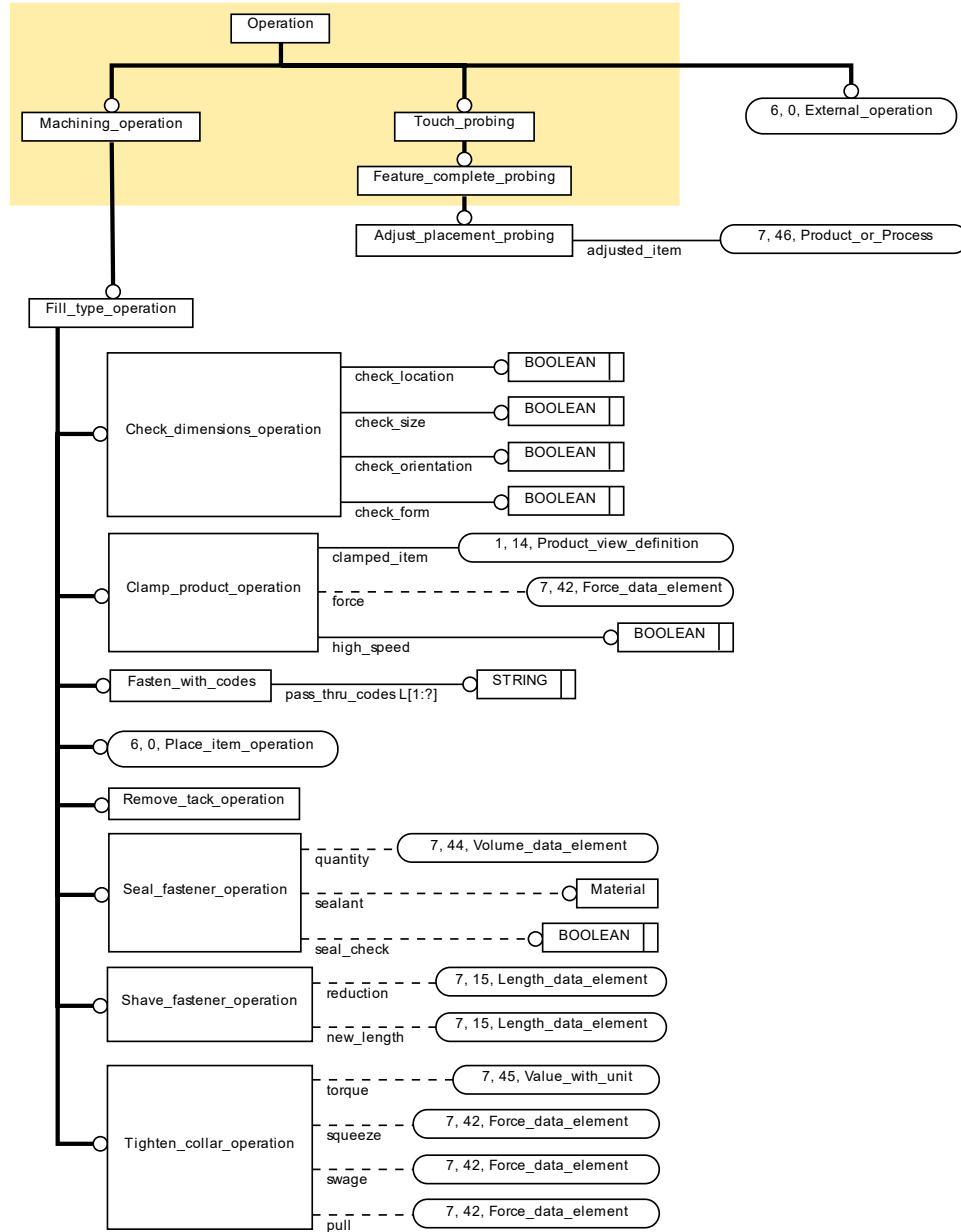 Operation
Machining_operation
Touch_probing
6, 0, External_operation
Feature_complete_probing
Adjust_placement_probing
adjusted_item
7, 46, Product_or_Process
Fill_type_operation
Check_dimensions_operation
check_location
BOOLEAN
check_size
BOOLEAN
check_orientation
BOOLEAN
check_form
BOOLEAN
Clamp_product_operation
clamped_item
1, 14, Product_view_definition
force
7, 42, Force_data_element
high_speed
BOOLEAN
Fasten_with_codes
pass_thru_codes L[1:?]
STRING
6, 0, Place_item_operation
Remove_tack_operation
Seal_fastener_operation
quantity
7, 44, Volume_data_element
sealant
Material
seal_check
BOOLEAN
Shave_fastener_operation
reduction
7, 15, Length_data_element
new_length
7, 15, Length_data_element
Tighten_collar_operation
torque
7, 45, Value_with_unit
squeeze
7, 42, Force_data_element
swage
7, 42, Force_data_element
pull
7, 42, Force_data_element